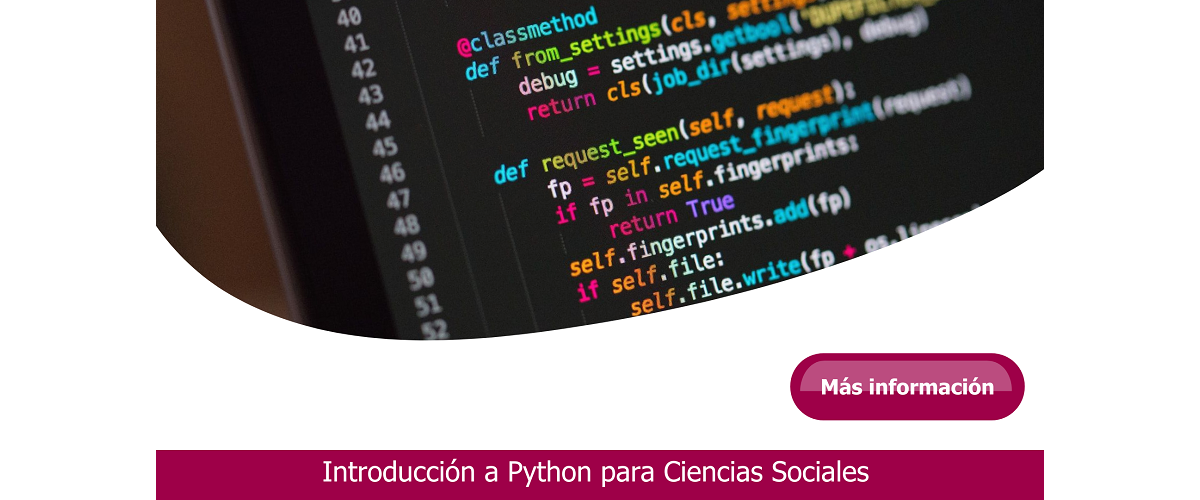 40
41 @classmethod
42 def from_settings(cls, settings
43 debug = settings.getbool(
44 return cls(job_dir(settings), debug)
45
46 def request_seen(self, request):
47 fp = self.request_fingerprint(request)
48 if fp in self.fingerprints:
49 return True
50 self.fingerprints.add(fp)
51 if self.file:
52 self.file.write(fp +
Más información
Introducción a Python para Ciencias Sociales